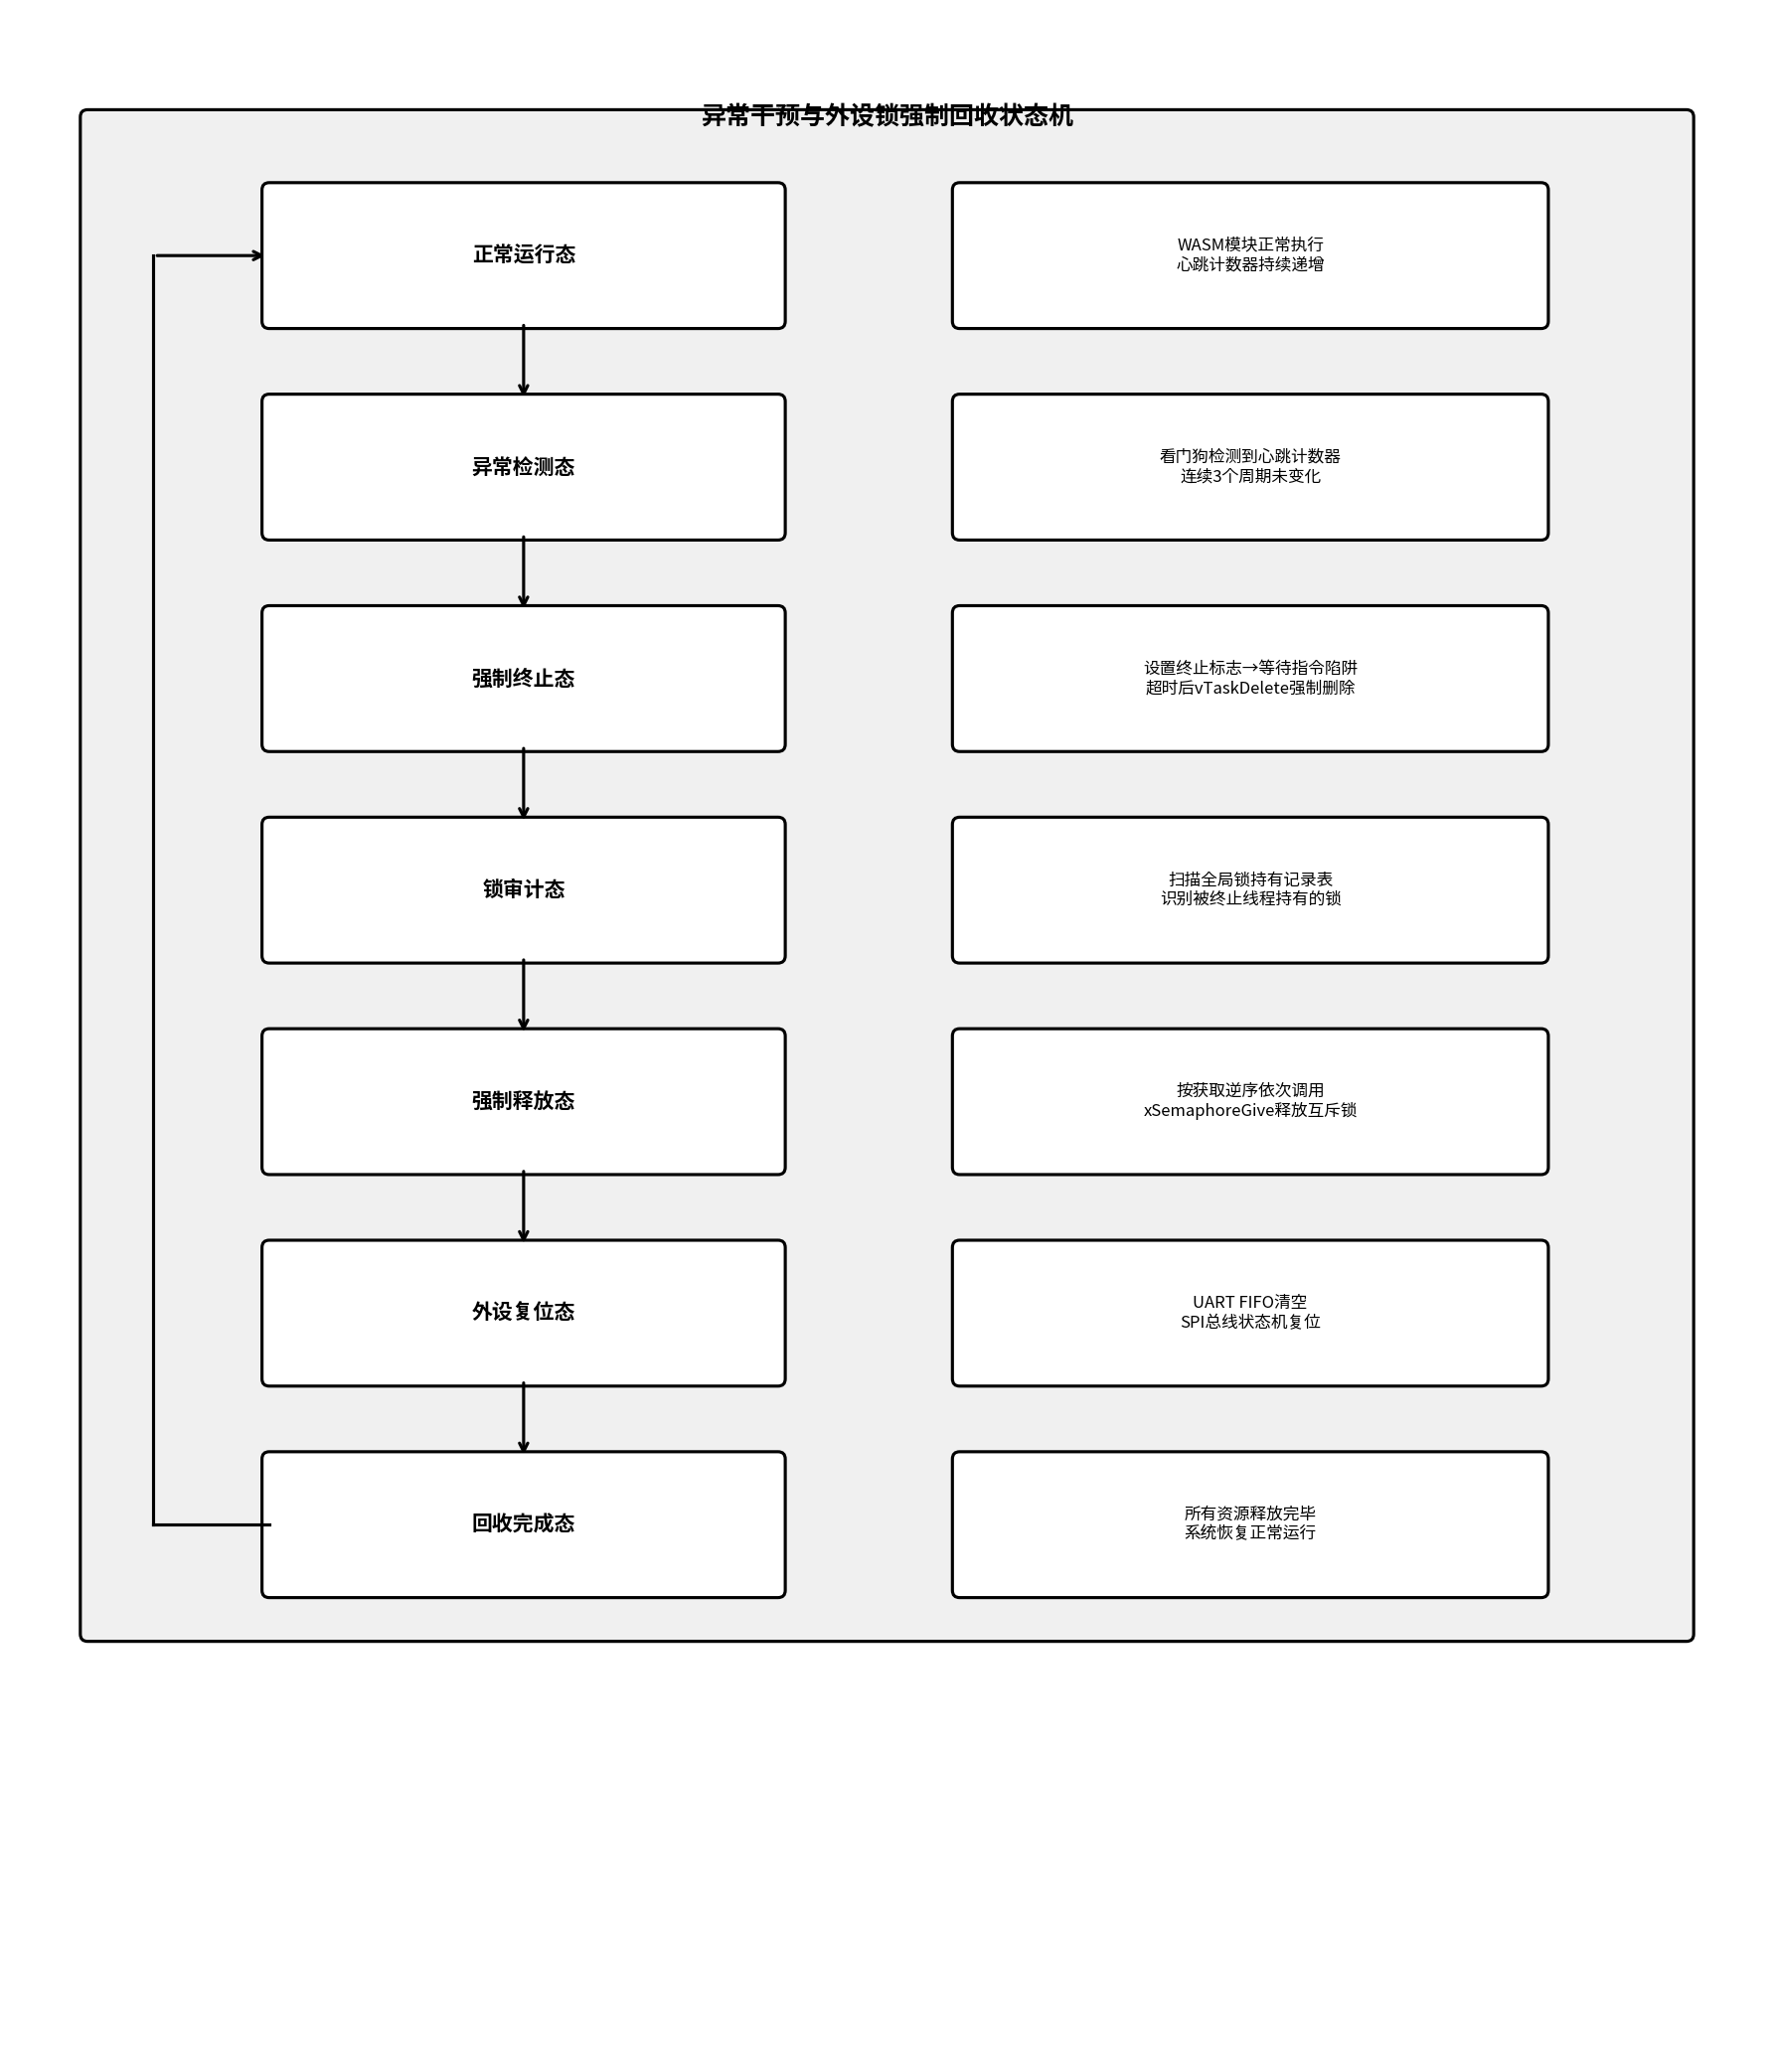 异常干预与外设锁强制回收状态机
正常运行态
WASM模块正常执行
心跳计数器持续递增
异常检测态
看门狗检测到心跳计数器
连续3个周期未变化
强制终止态
设置终止标志→等待指令陷阱
超时后vTaskDelete强制删除
锁审计态
扫描全局锁持有记录表
识别被终止线程持有的锁
强制释放态
按获取逆序依次调用
xSemaphoreGive释放互斥锁
外设复位态
UART FIFO清空
SPI总线状态机复位
回收完成态
所有资源释放完毕
系统恢复正常运行